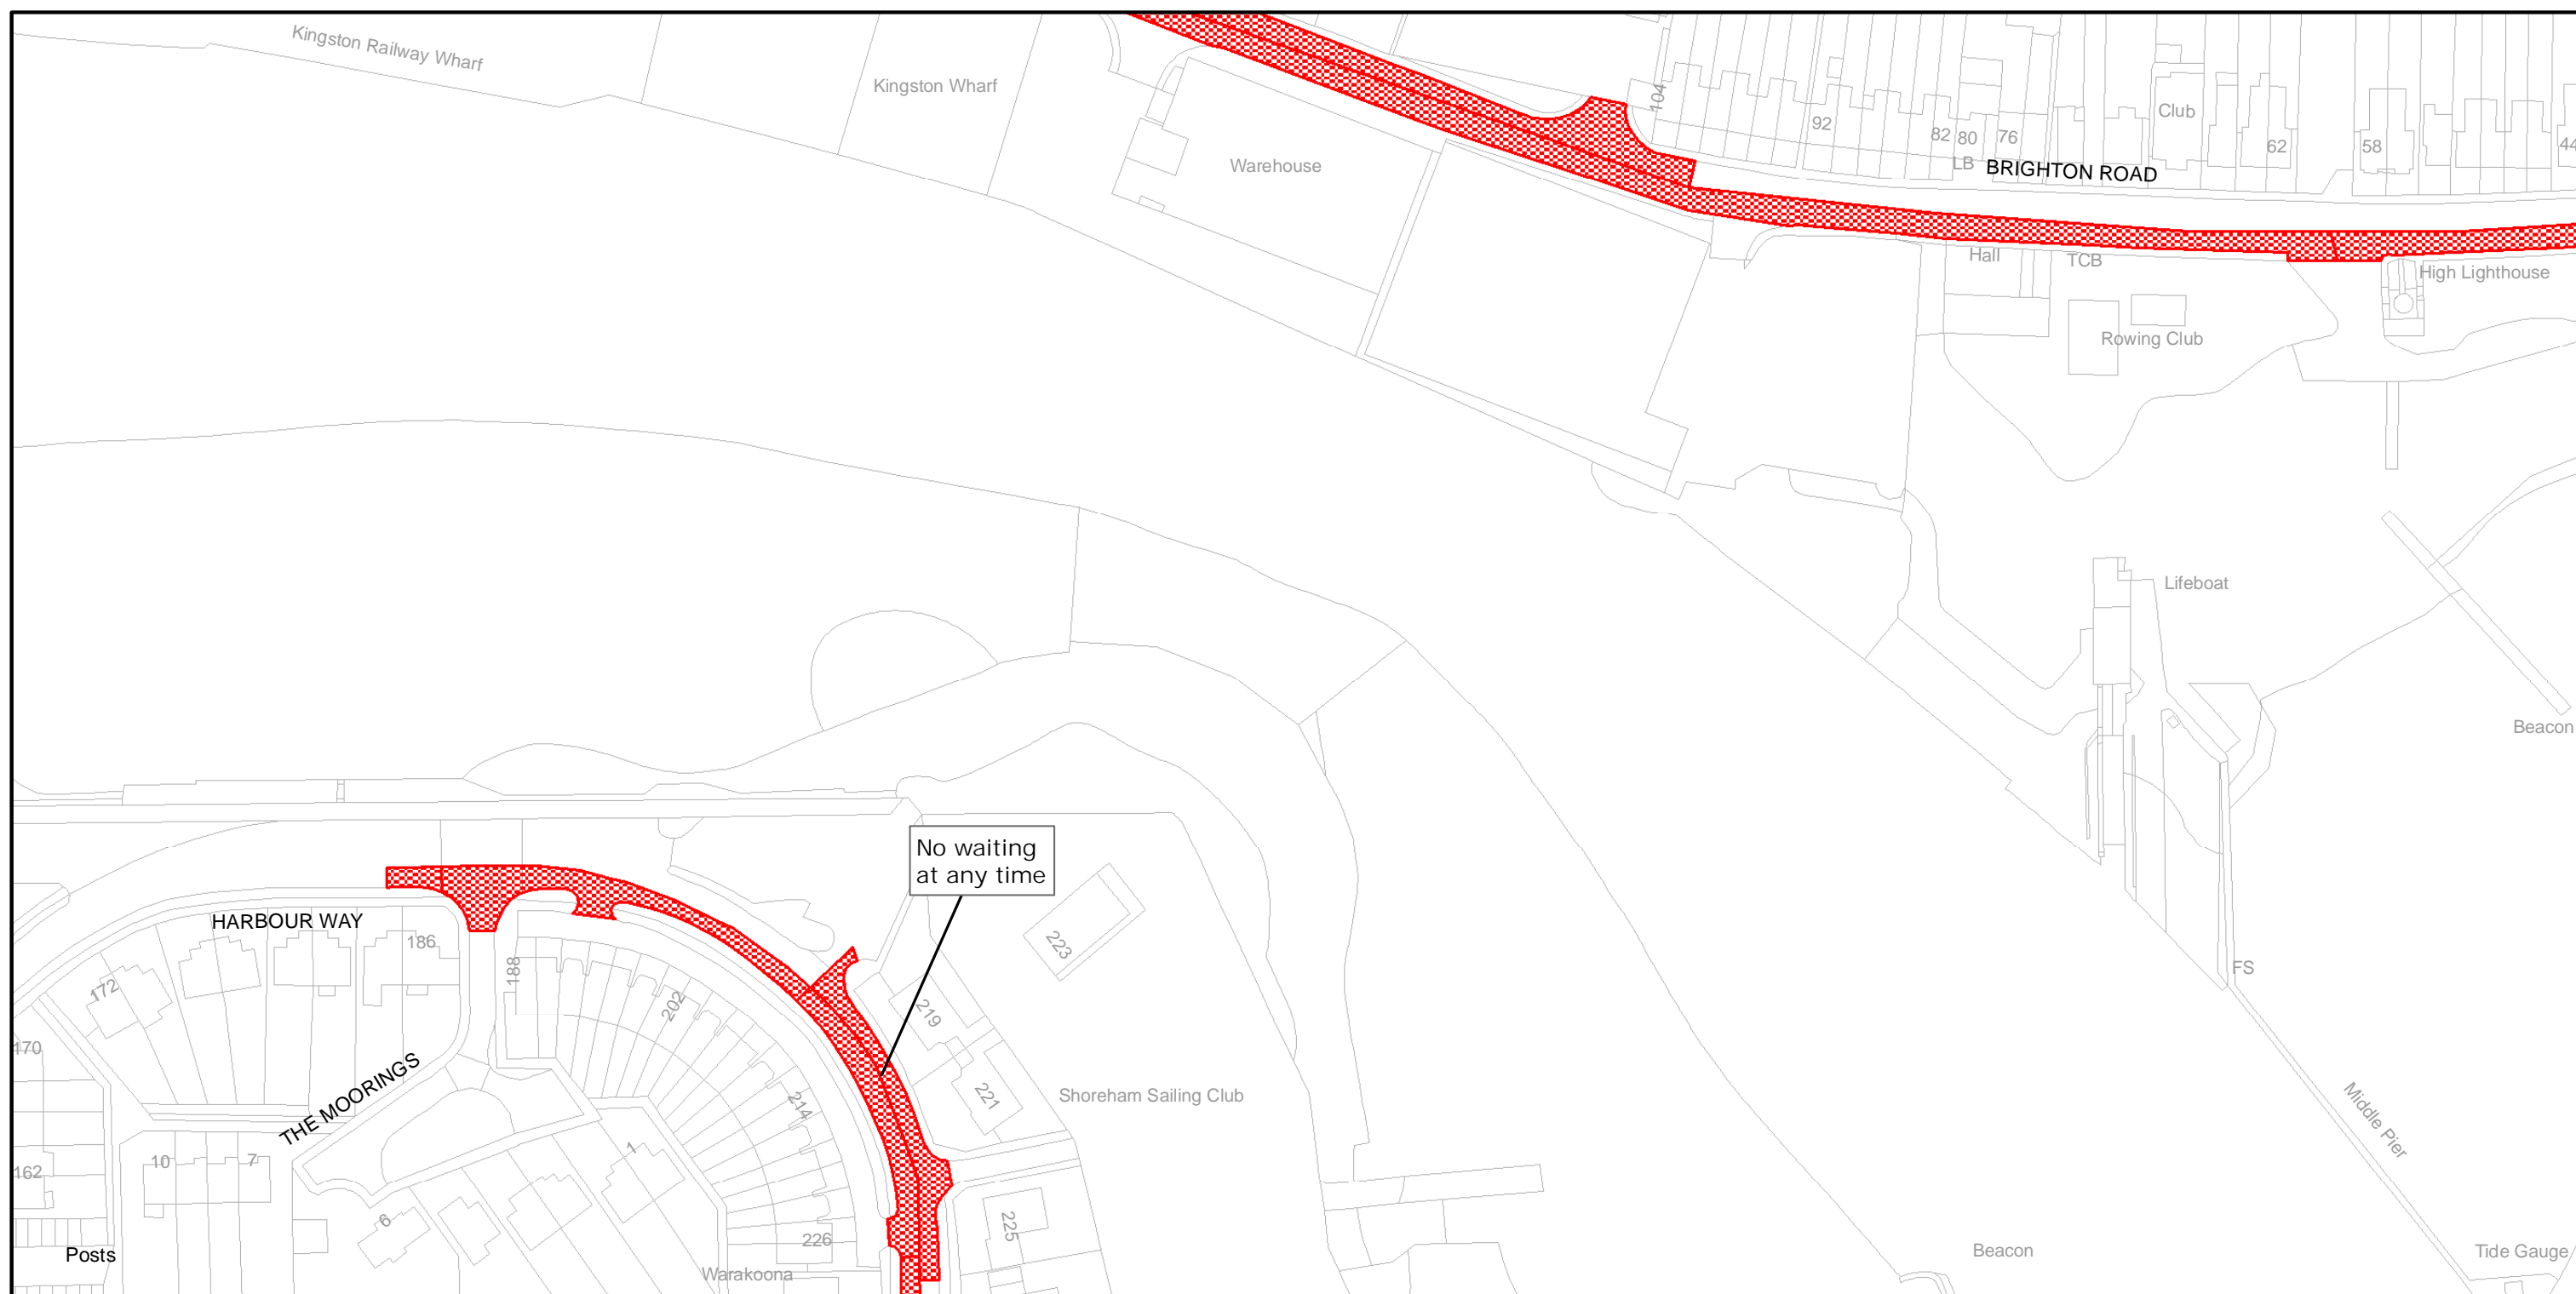 Kingston Railway Wharf
Kingston Wharf
Warehouse
104
92
82
80
76
LB
BRIGHTON ROAD
Club
62
58
44
Hall
TCB
High Lighthouse
Rowing Club
Lifeboat
Beacon
No waiting
at any time
HARBOUR WAY
186
188
172
202
223
219
170
THE MOORINGS
221
214
Shoreham Sailing Club
FS
Middle Pier
162
10
7
1
6
225
226
Posts
Warakoona
Beacon
Tide Gauge